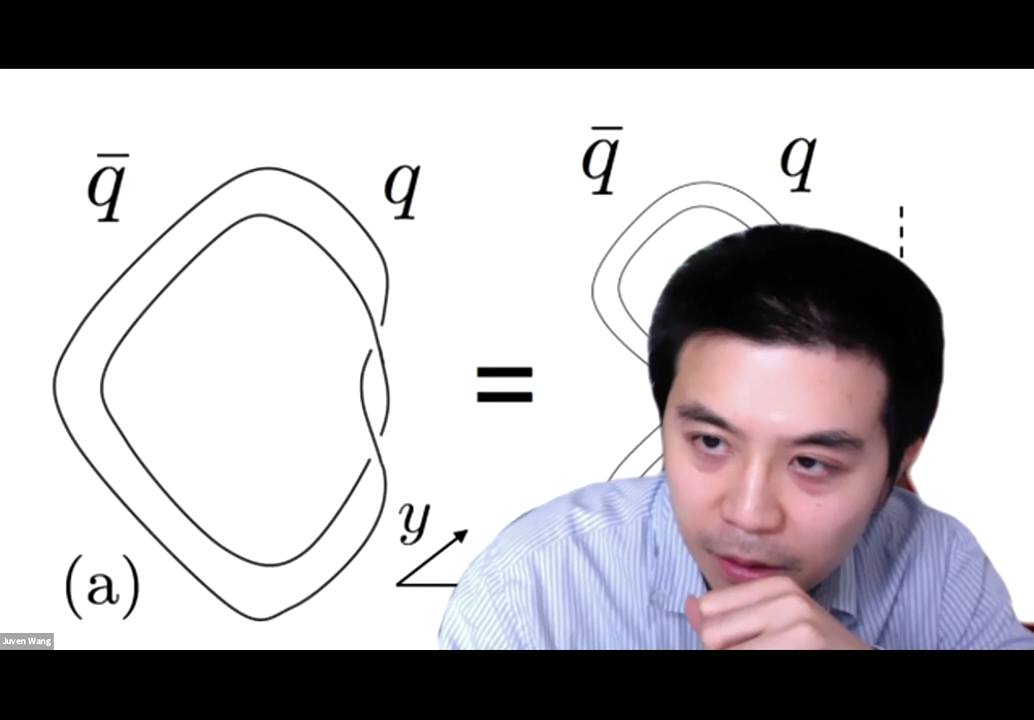 q̄ q q̄ q
=
y
(a)
Juven Wang